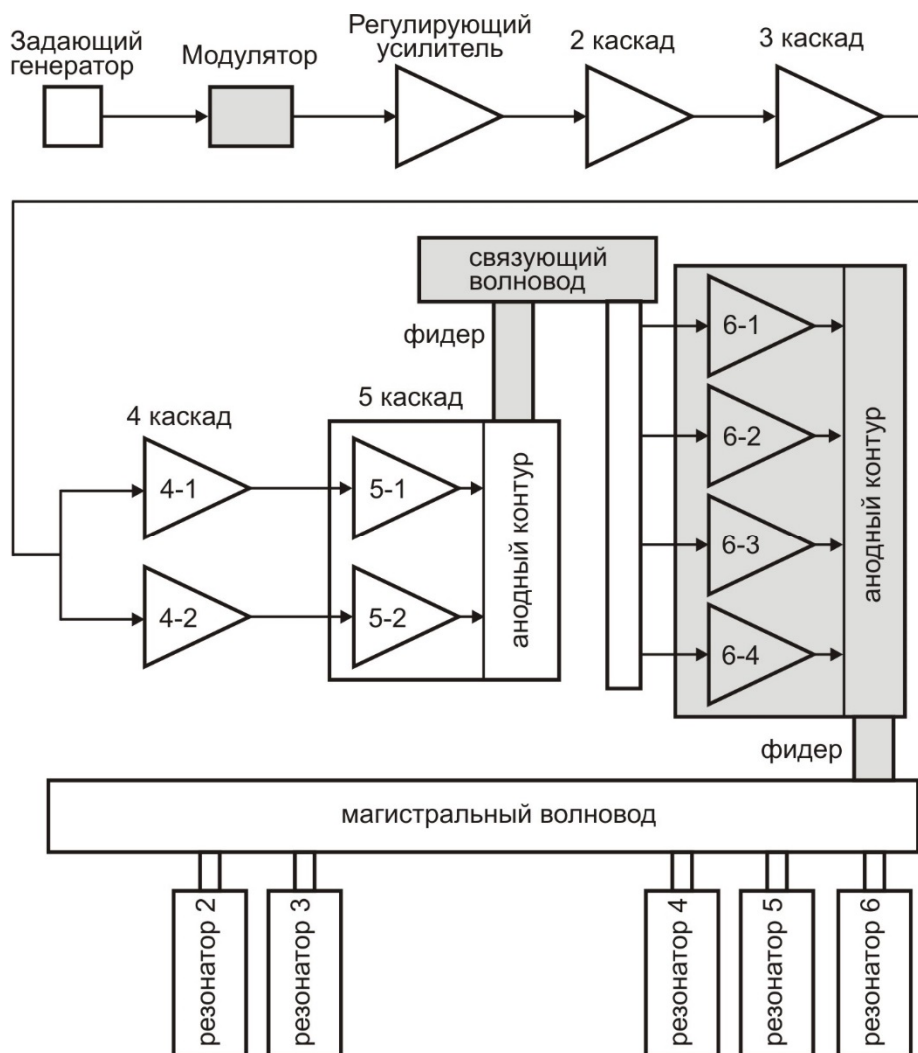 Задающий
генератор
Модулятор
Регулирующий
усилитель
2 каскад
3 каскад
связующий
волновод
фидер
4 каскад
5 каскад
4-1
4-2
5-1
5-2
анодный контур
6-1
6-2
6-3
6-4
анодный контур
фидер
магистральный волновод
резонатор 2
резонатор 3
резонатор 4
резонатор 5
резонатор 6